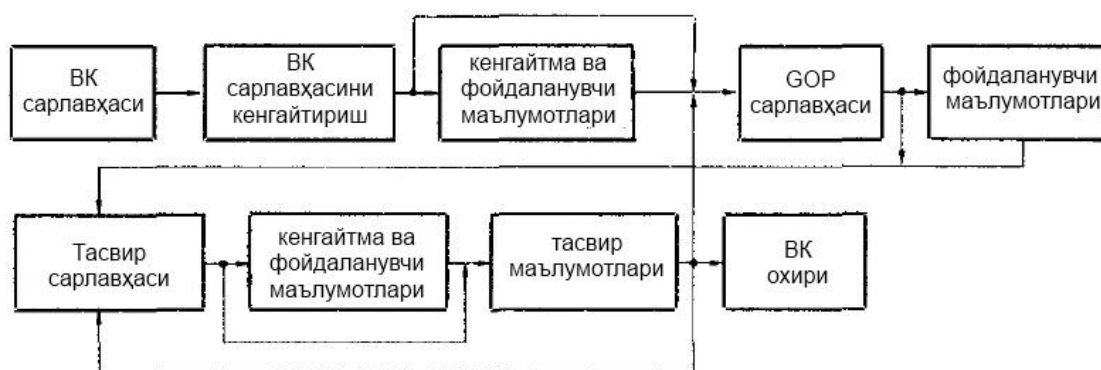 ВК
сарлавҳаси
ВК
сарлавҳасини
кенгайтириш
кенгайтма ва
фойдаланувчи
маълумотлари
GOP
сарлавҳаси
фойдаланувчи
маълумотлари
Тасвир
сарлавҳаси
кенгайтма ва
фойдаланувчи
маълумотлари
тасвир
маълумотлари
ВК
охири